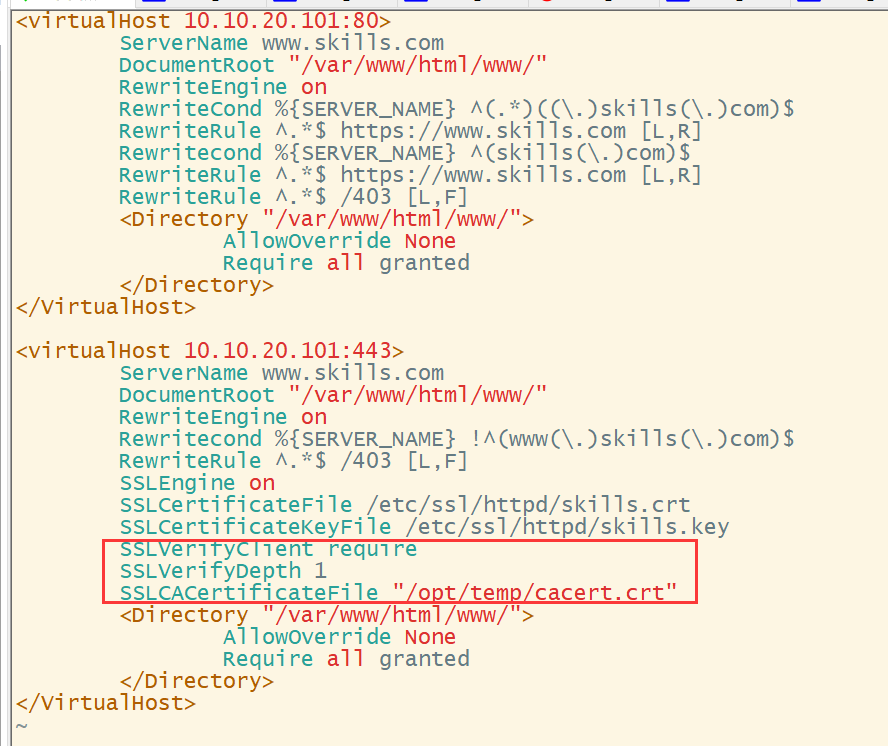 <virtualHost 10.10.20.101:80>
ServerName www.skills.com
DocumentRoot "/var/www/html/www/"
RewriteEngine on
RewriteCond %{SERVER_NAME} ^(.*)((\.)skills(\.)com)$
RewriteRule ^.*$ https://www.skills.com [L,R]
Rewritecond %{SERVER_NAME} ^(skills(\.)com)$
RewriteRule ^.*$ https://www.skills.com [L,R]
RewriteRule ^.*$ /403 [L,F]
<Directory "/var/www/html/www/">
AllowOverride None
Require all granted
</Directory>
</VirtualHost>
<virtualHost 10.10.20.101:443>
ServerName www.skills.com
DocumentRoot "/var/www/html/www/"
RewriteEngine on
Rewritecond %{SERVER_NAME} !^(www(\.)skills(\.)com)$
RewriteRule ^.*$ /403 [L,F]
SSLEngine on
SSLCertificateFile /etc/ssl/httpd/skills.crt
SSLCertificateKeyFile /etc/ssl/httpd/skills.key
SSLVerifyClient require
SSLVerifyDepth 1
SSLCACertificateFile "/opt/temp/cacert.crt"
<Directory "/var/www/html/www/">
AllowOverride None
Require all granted
</Directory>
</VirtualHost>
~